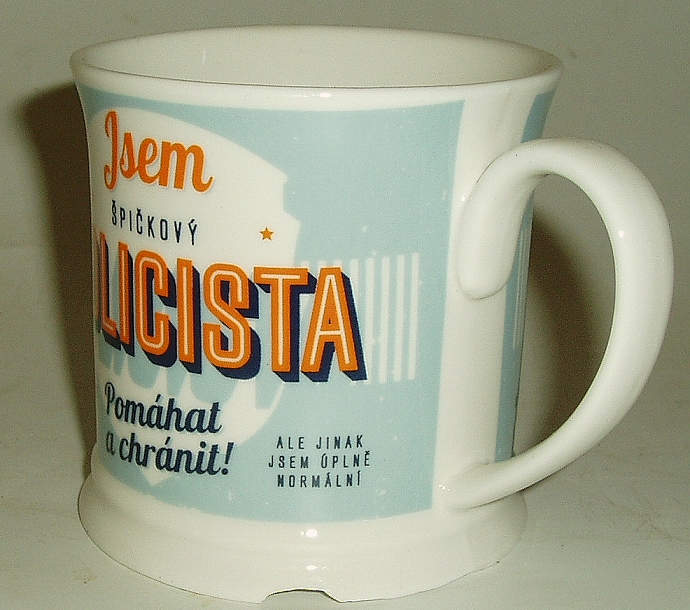 Jsem
ŠPIČKOVÝ
LICISTA
Pomáhat
a chránit!
ALE JINAK
JSEM ÚPLNĚ
NORMÁLNÍ